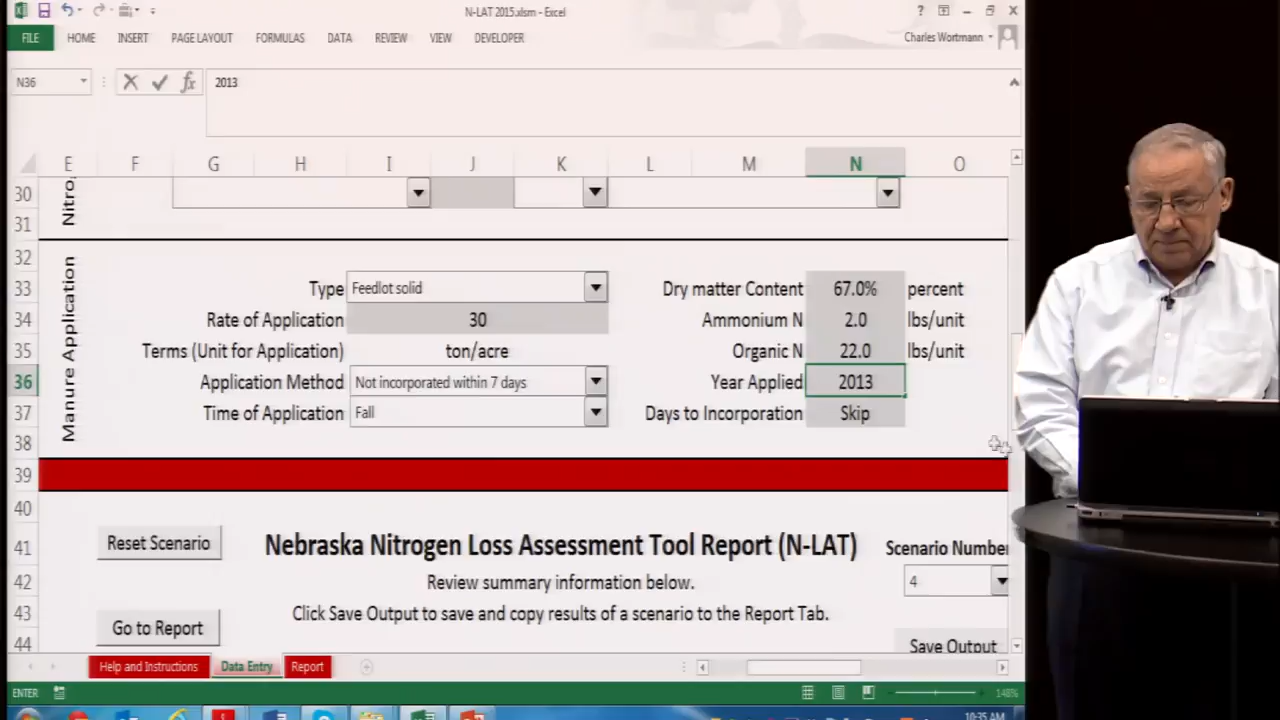 N-LAT 2015.xlsm - Excel
FILE HOME INSERT PAGE LAYOUT FORMULAS DATA REVIEW VIEW DEVELOPER Charles Wortmann
N36 fx 2013
E F G H I J K L M N O
30
31
32
33 Type Feedlot solid Dry matter Content 67.0% percent
34 Rate of Application 30 Ammonium N 2.0 lbs/unit
35 Terms (Unit for Application) ton/acre Organic N 22.0 lbs/unit
36 Application Method Not incorporated within 7 days Year Applied 2013
37 Time of Application Fall Days to Incorporation Skip
38
Manure Application
39
40
41 Reset Scenario Nebraska Nitrogen Loss Assessment Tool Report (N-LAT) Scenario Number
42 Review summary information below. 4
43 Click Save Output to save and copy results of a scenario to the Report Tab.
Go to Report
44 Save Output
Help and Instructions Data Entry Report
ENTER 148%
10:35 AM